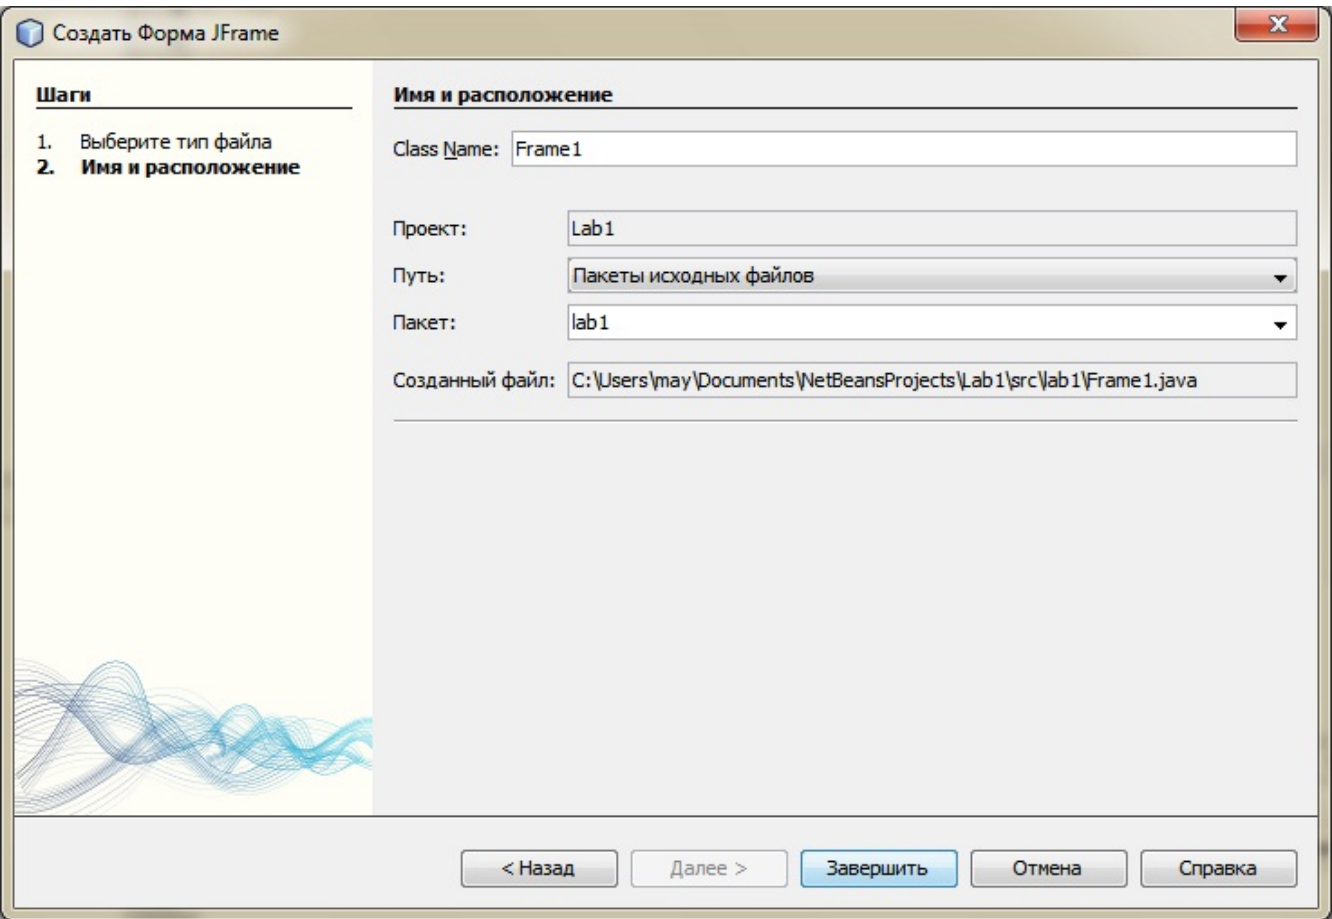 Создать Форма JFrame
Шаги
1. Выберите тип файла
2. Имя и расположение
Имя и расположение
Class Name: Frame1
Проект: Lab1
Путь: Пакеты исходных файлов
Пакет: lab1
Созданный файл: C:\Users\may\Documents\NetBeansProjects\Lab1\src\lab1\Frame1.java
< Назад Далее > Завершить Отмена Справка